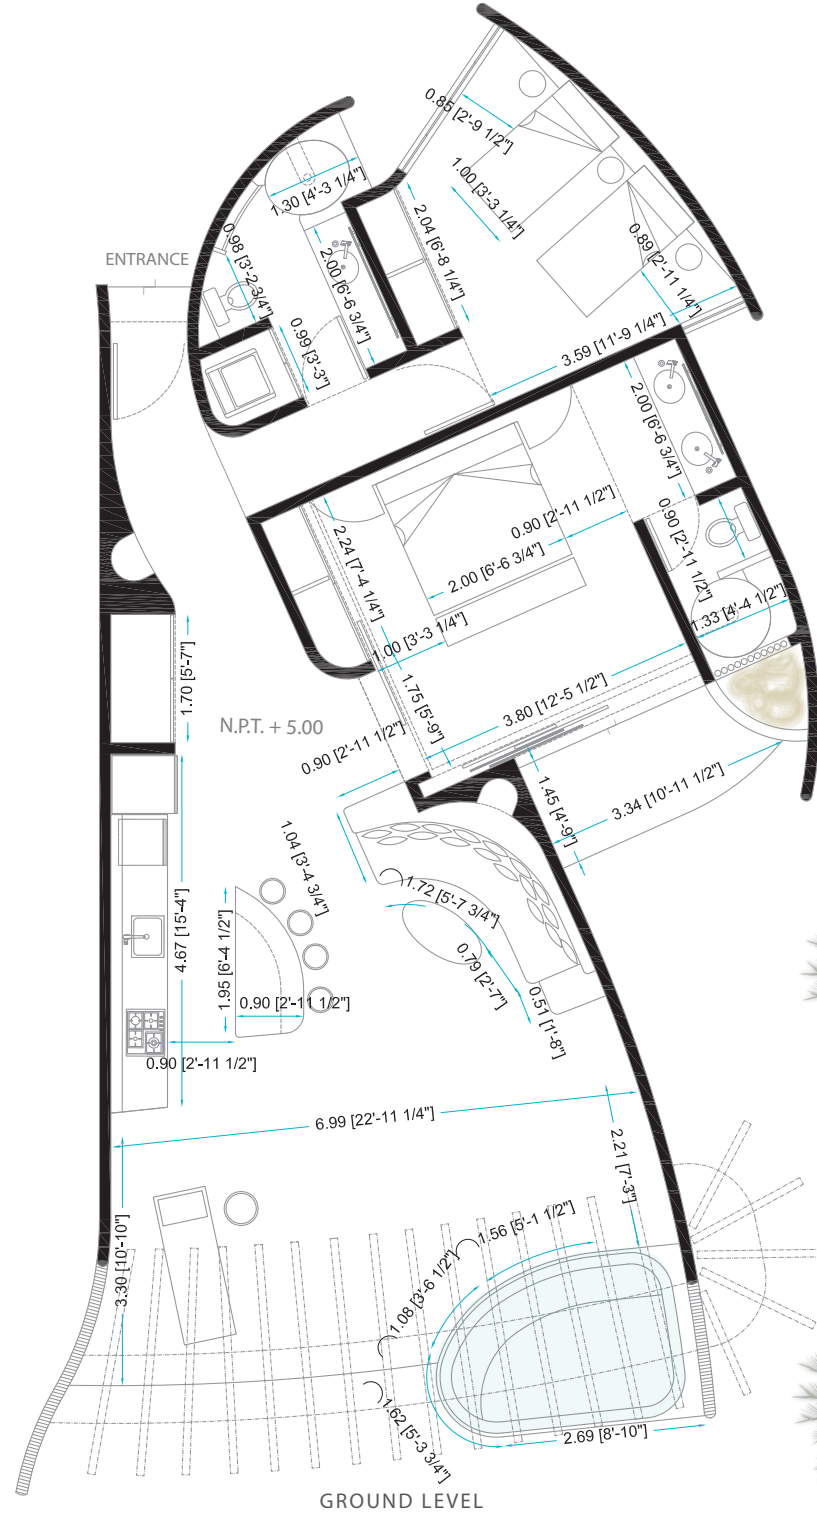 0.85 [2'-9 1/2"]
1.00 [3'-3 1/4"]
1.30 [4'-3 1/4"]
2.04 [6'-8 1/4"]
0.98 [3'-2 3/4"]
2.00 [6'-6 3/4"]
0.89 [2'-11 1/4"]
ENTRANCE
0.99 [3'-3"]
3.59 [11'-9 1/4"]
2.00 [6'-6 3/4"]
0.90 [2'-11 1/2"]
0.90 [2'-11 1/2"]
2.24 [7'-4 1/4"]
2.00 [6'-6 3/4"]
1.33 [4'-4 1/2"]
1.00 [3'-3 1/4"]
1.70 [5'-7"]
1.75 [5'-9"]
3.80 [12'-5 1/2"]
N.P.T. + 5.00
0.90 [2'-11 1/2"]
1.45 [4'-9"]
3.34 [10'-11 1/2"]
1.04 [3'-4 3/4"]
1.72 [5'-7 3/4"]
4.67 [15'-4"]
1.95 [6'-4 1/2"]
0.90 [2'-11 1/2"]
0.79 [2'-7"]
0.51 [1'-8"]
0.90 [2'-11 1/2"]
6.99 [22'-11 1/4"]
2.21 [7'-3"]
3.30 [10'-10"]
1.56 [5'-1 1/2"]
1.08 [3'-6 1/2"]
1.62 [5'-3 3/4"]
2.69 [8'-10"]
GROUND LEVEL